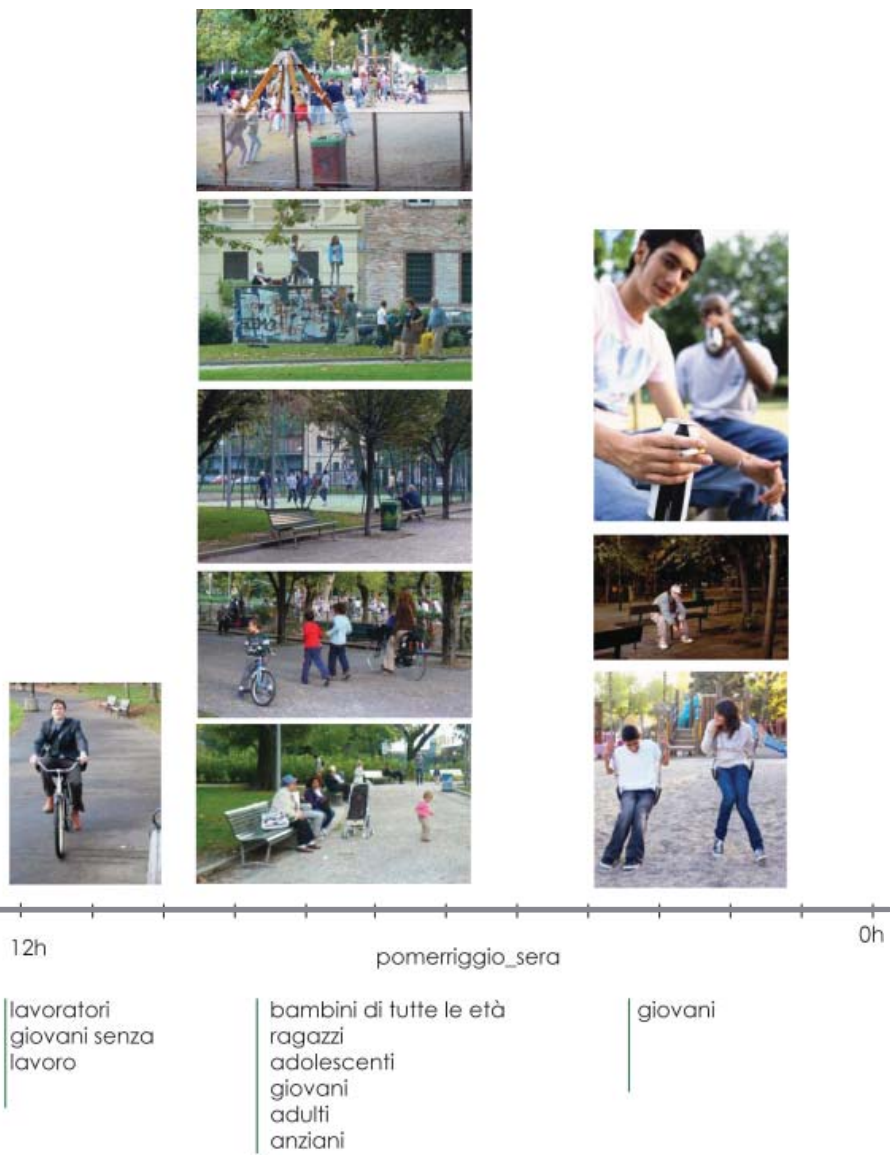 12h
0h
pomerriggio_sera
lavoratori
giovani senza
lavoro
bambini di tutte le età
ragazzi
adolescenti
giovani
adulti
anziani
giovani